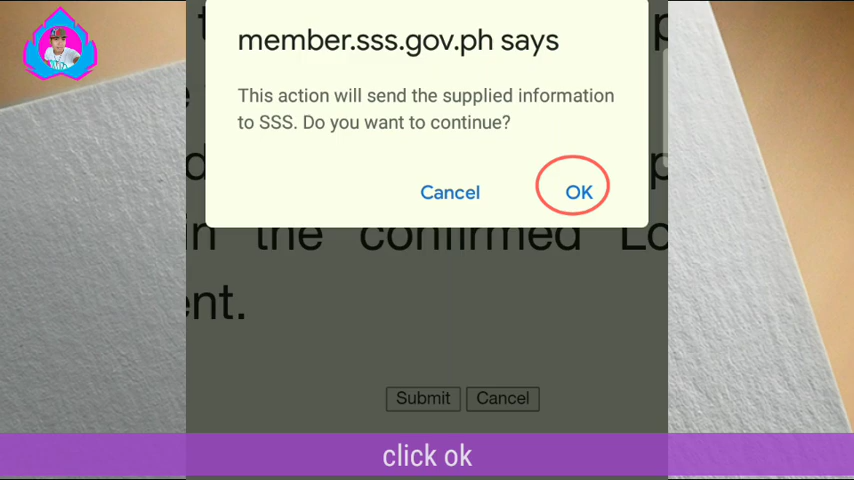 member.sss.gov.ph says
This action will send the supplied information
to SSS. Do you want to continue?
Cancel
OK
in the confirmed
ent.
Submit
Cancel
click ok